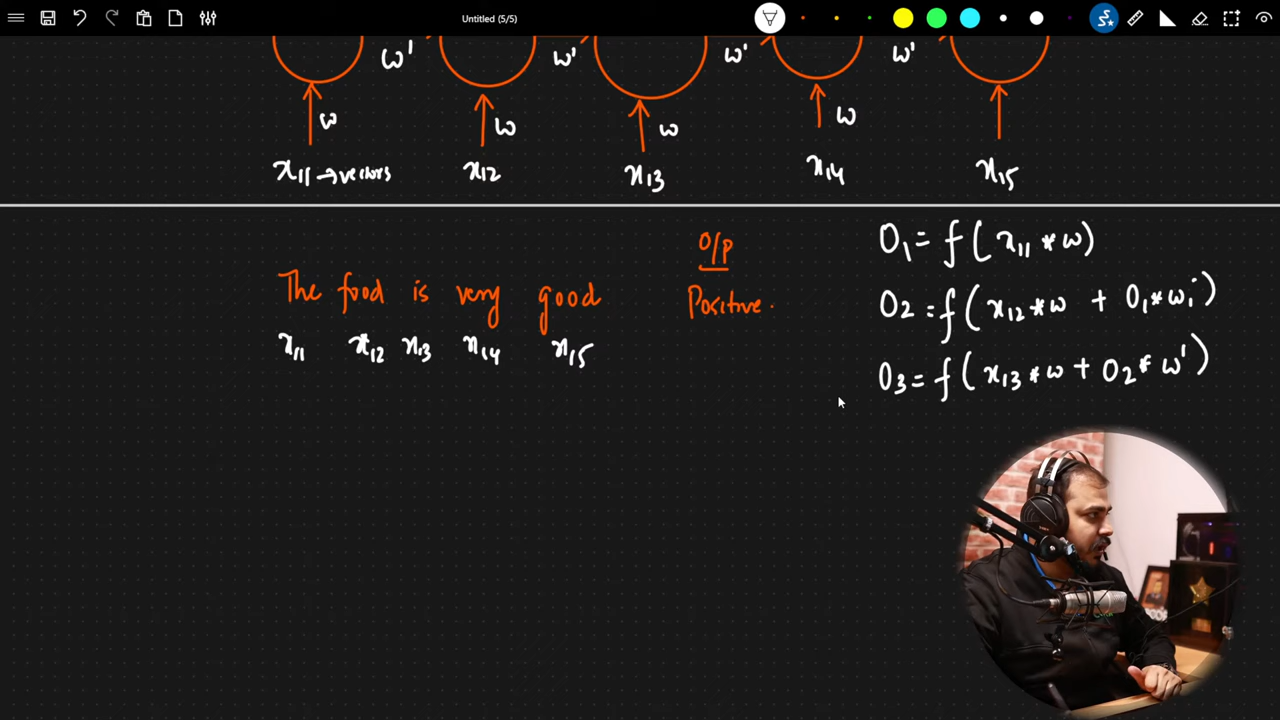 Untitled (5/5)
w' w' w' w'
w w w w
x11 → vectors x12 x13 x14 x15
O/P
The food is very good Positive.
x11 x12 x13 x14 x15
O1 = f(x11 * w)
O2 = f(x12 * w + O1 * w')
O3 = f(x13 * w + O2 * w')